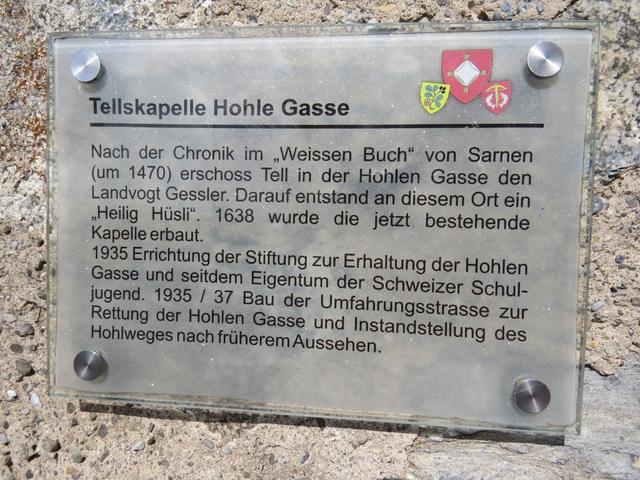 Tellskapelle Hohle Gasse
Nach der Chronik im „Weissen Buch“ von Sarnen
(um 1470) erschoss Tell in der Hohlen Gasse den
Landvogt Gessler. Darauf entstand an diesem Ort ein
„Heilig Hüsli“. 1638 wurde die jetzt bestehende
Kapelle erbaut.
1935 Errichtung der Stiftung zur Erhaltung der Hohlen
Gasse und seitdem Eigentum der Schweizer Schul-
jugend. 1935 / 37 Bau der Umfahrungsstrasse zur
Rettung der Hohlen Gasse und Instandstellung des
Hohlweges nach früherem Aussehen.